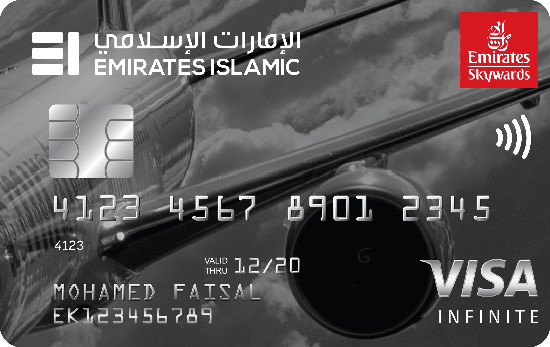 الإمارات الإسلامي
EMIRATES ISLAMIC
Emirates
Skywards
4123 4567 8901 2345
4123
VALID THRU 12/20
MOHAMED FAISAL
EK123456789
VISA
INFINITE